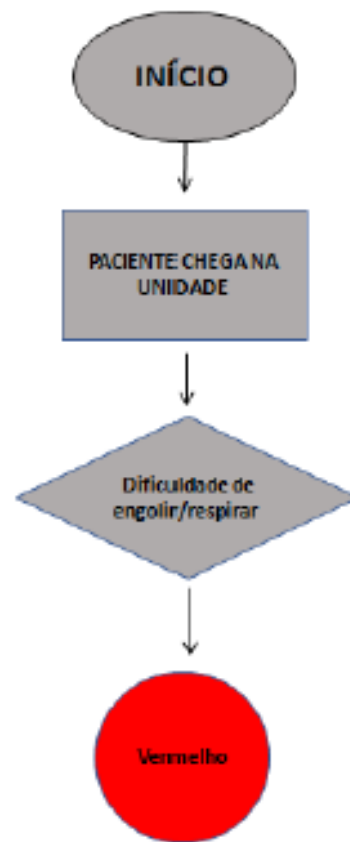 INÍCIO
PACIENTE CHEGA NA
UNIDADE
Dificuldade de
engolir/respirar
Vermelho